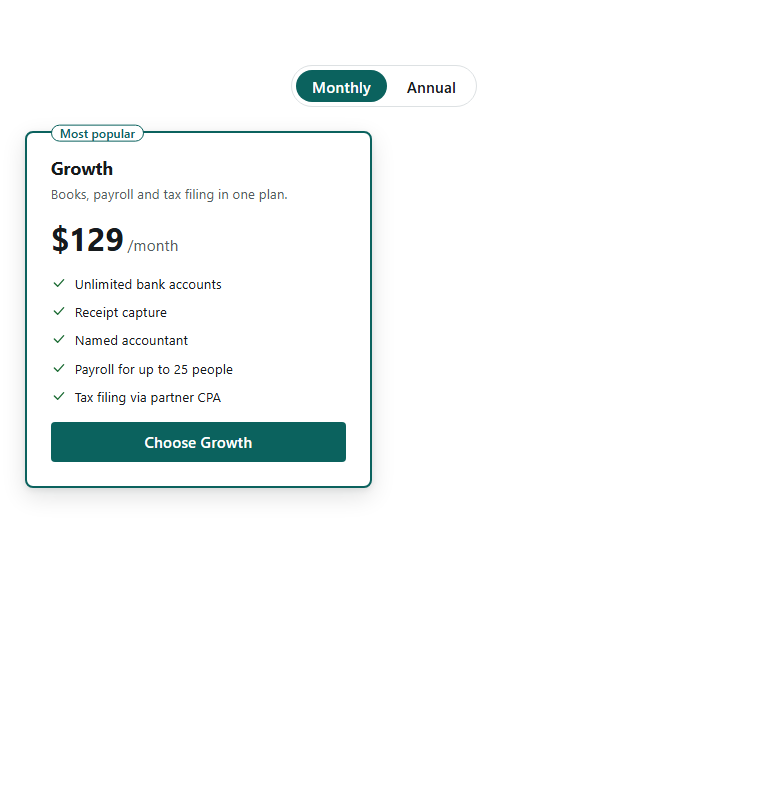 Monthly Annual
Most popular
Growth
Books, payroll and tax filing in one plan.
$129 /month
Unlimited bank accounts
Receipt capture
Named accountant
Payroll for up to 25 people
Tax filing via partner CPA
Choose Growth